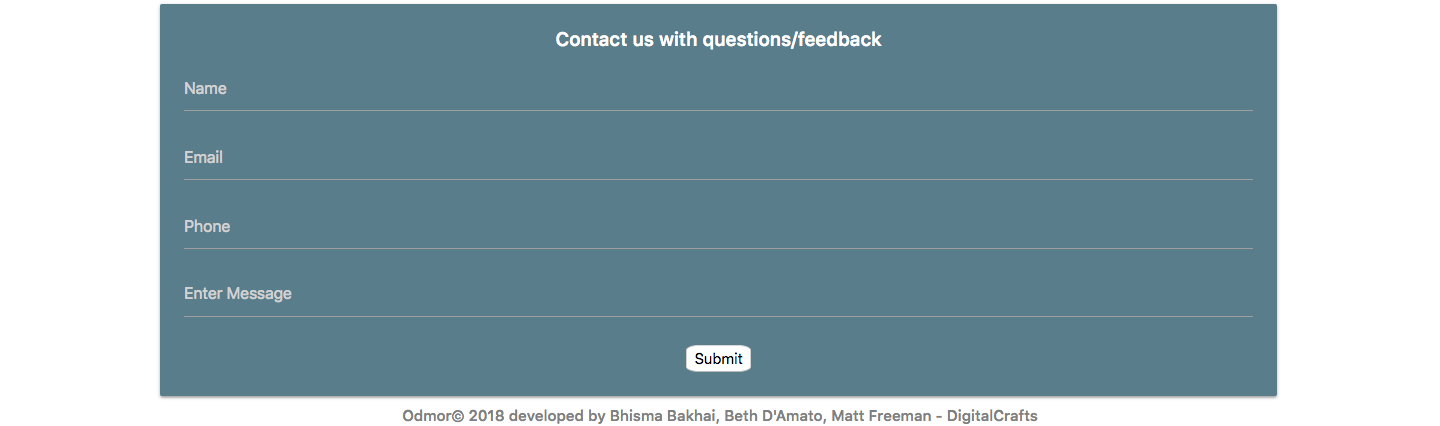 Contact us with questions/feedback
Name
Email
Phone
Enter Message
Submit
Odmor© 2018 developed by Bhisma Bakhai, Beth D'Amato, Matt Freeman - DigitalCrafts